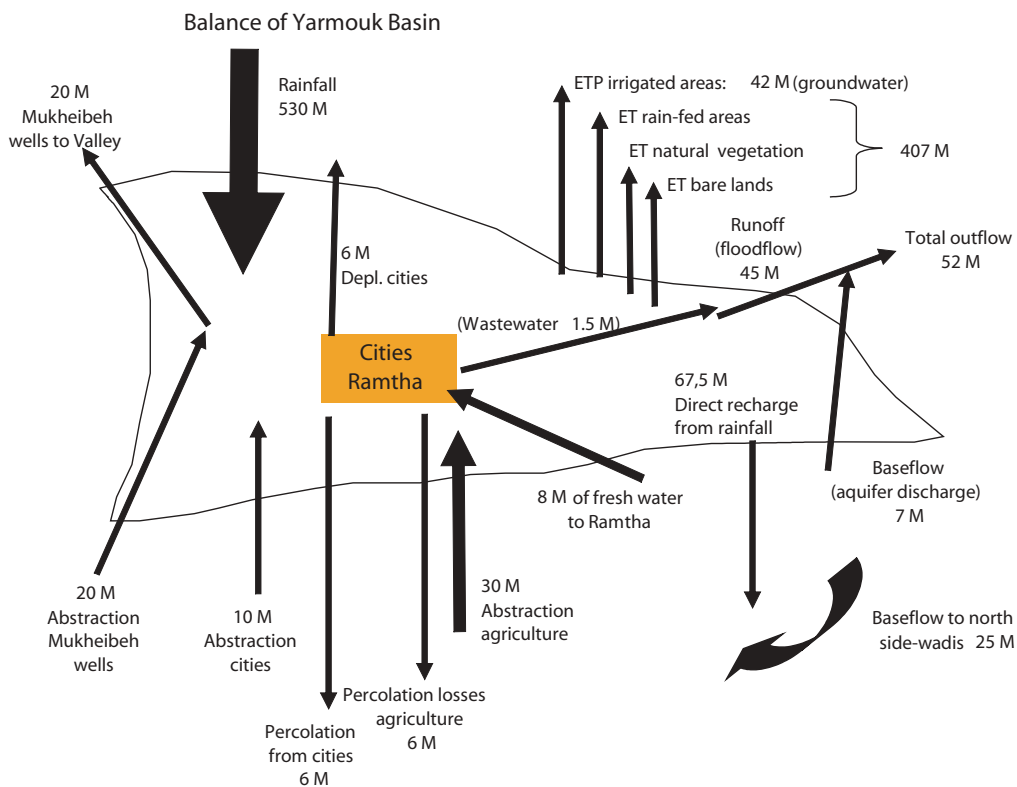 Balance of Yarmouk Basin
20 M
Mukheibeh
wells to Valley
Rainfall
530 M
ETP irrigated areas: 42 M (groundwater)
ET rain-fed areas
ET natural vegetation
ET bare lands
407 M
Runoff
(floodflow)
45 M
Total outflow
52 M
6 M
Depl. cities
(Wastewater 1.5 M)
Cities
Ramtha
67,5 M
Direct recharge
from rainfall
8 M of fresh water
to Ramtha
Baseflow
(aquifer discharge)
7 M
20 M
Abstraction
Mukheibeh
wells
10 M
Abstraction
cities
30 M
Abstraction
agriculture
Baseflow to north
side-wadis 25 M
Percolation losses
agriculture
6 M
Percolation
from cities
6 M